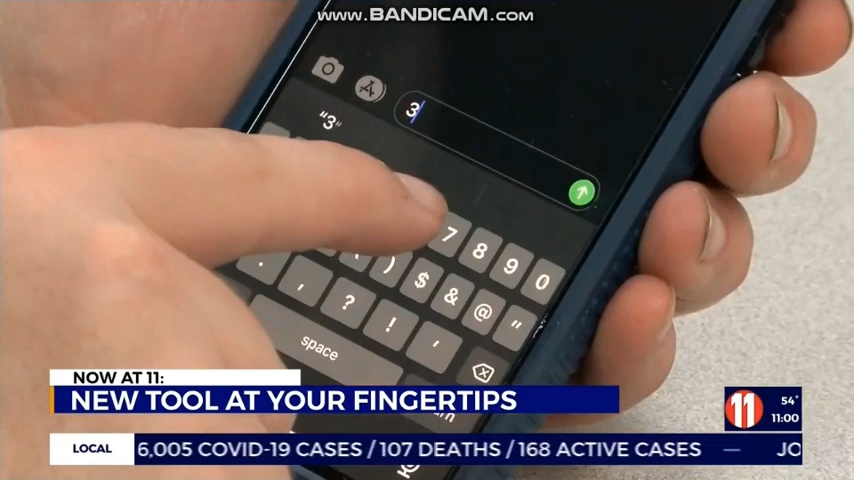 www.BANDICAM.com
3
"3"
7 8 9 0
( ) $ & @ "
. , ? ! '
space
NOW AT 11:
NEW TOOL AT YOUR FINGERTIPS
11
54°
11:00
LOCAL
6,005 COVID-19 CASES / 107 DEATHS / 168 ACTIVE CASES — JO